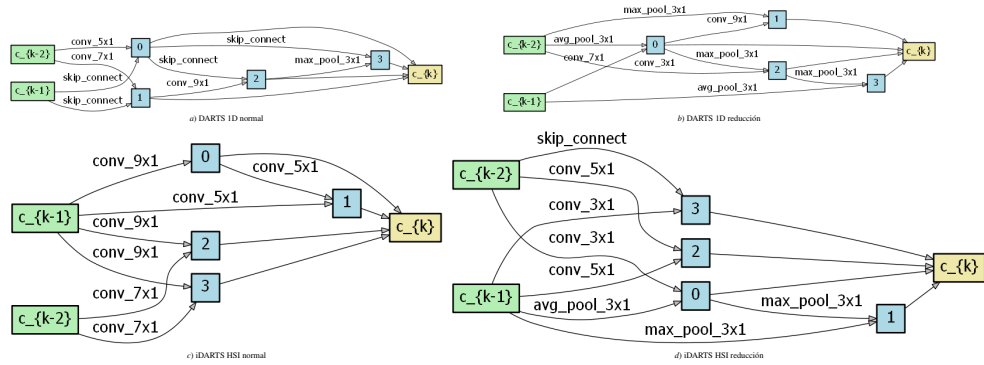 conv_5x1
skip_connect
c_{k-2}
0
conv_7x1
skip_connect
3
max_pool_3x1
c_{k}
skip_connect
2
c_{k-1}
conv_9x1
skip_connect
1
a) DARTS 1D normal
max_pool_3x1
1
conv_9x1
c_{k-2}
avg_pool_3x1
0
max_pool_3x1
c_{k}
conv_7x1
conv_3x1
2
max_pool_3x1
3
c_{k-1}
avg_pool_3x1
b) DARTS 1D reducción
conv_9x1
0
conv_5x1
c_{k-1}
conv_5x1
1
conv_9x1
c_{k}
2
conv_9x1
3
conv_7x1
c_{k-2}
conv_7x1
c) iDARTS HSI normal
skip_connect
c_{k-2}
conv_5x1
conv_3x1
3
conv_3x1
2
c_{k}
conv_5x1
c_{k-1}
avg_pool_3x1
0
max_pool_3x1
1
max_pool_3x1
d) iDARTS HSI reducción